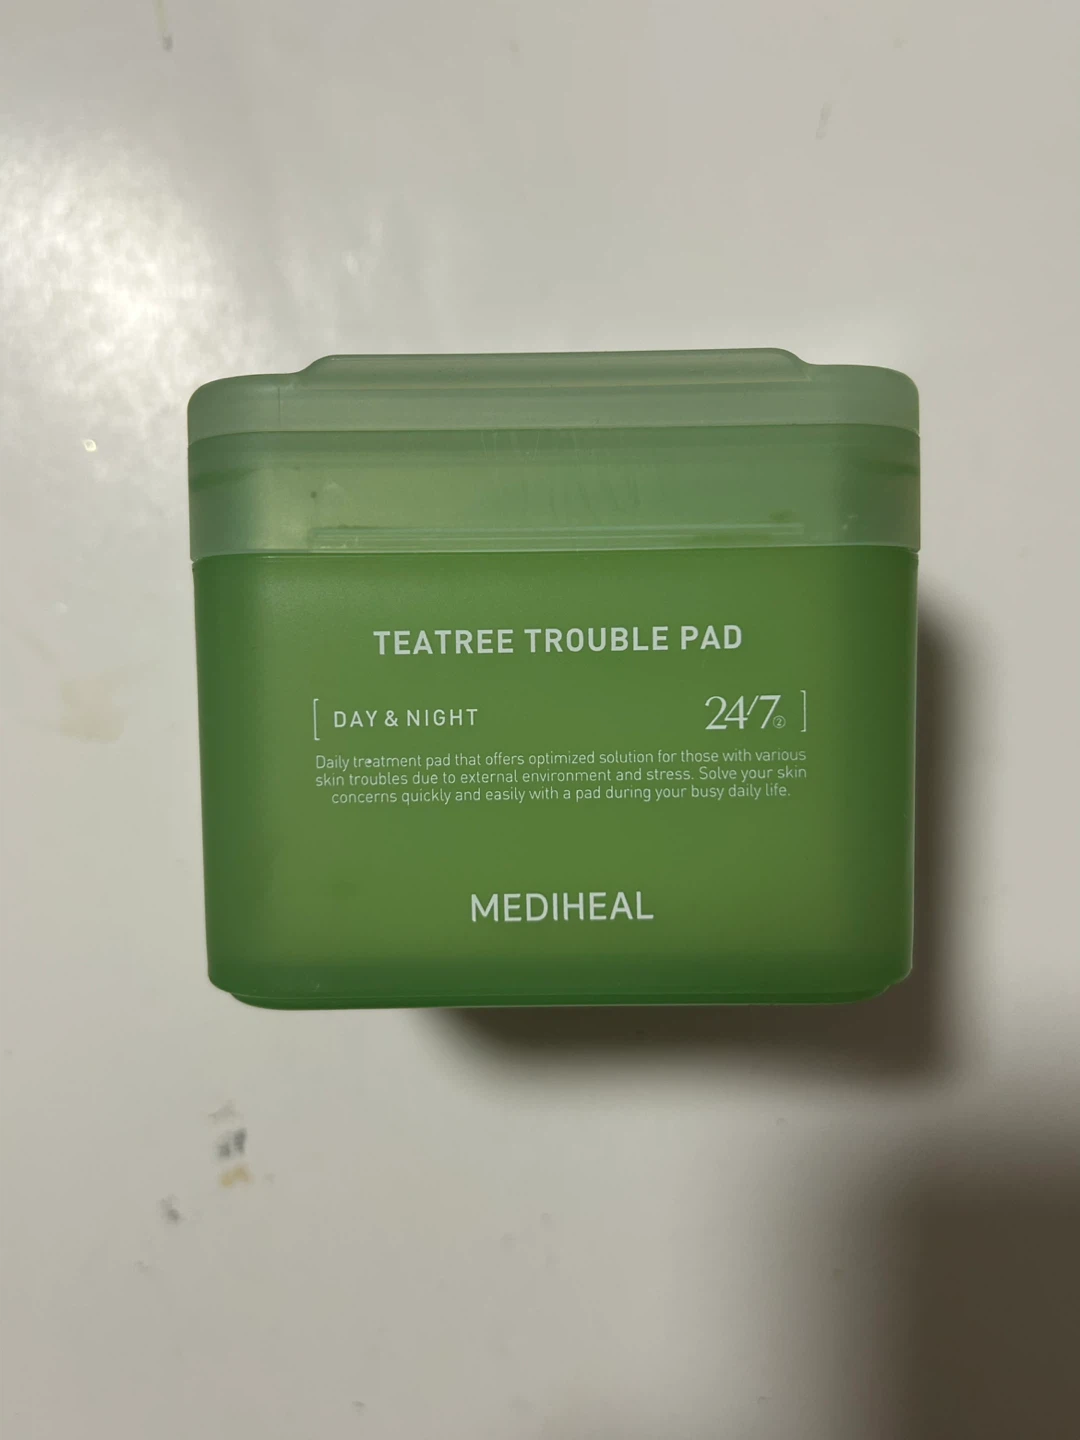 TEATREE TROUBLE PAD
[ DAY & NIGHT 24/7 ② ]
Daily treatment pad that offers optimized solution for those with various
skin troubles due to external environment and stress. Solve your skin
concerns quickly and easily with a pad during your busy daily life.
MEDIHEAL